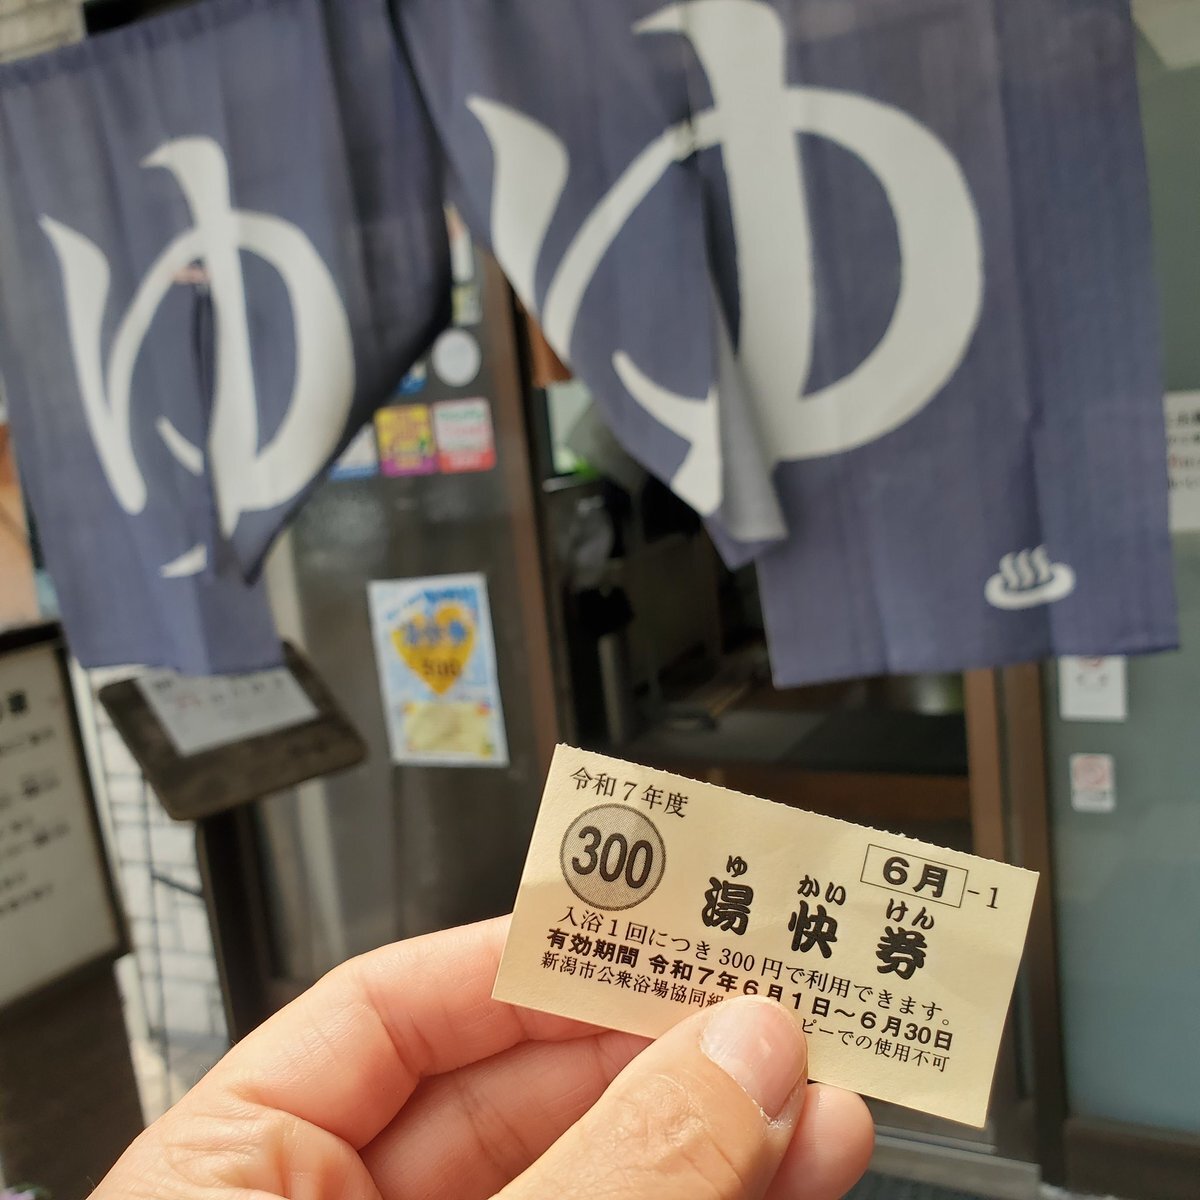 ゆ
ゆ
令和7年度
300
6月-1
ゆ かい けん
湯快券
入浴1回につき300円で利用できます。
有効期間 令和7年6月1日～6月30日
新潟市公衆浴場協同組
ピーでの使用不可